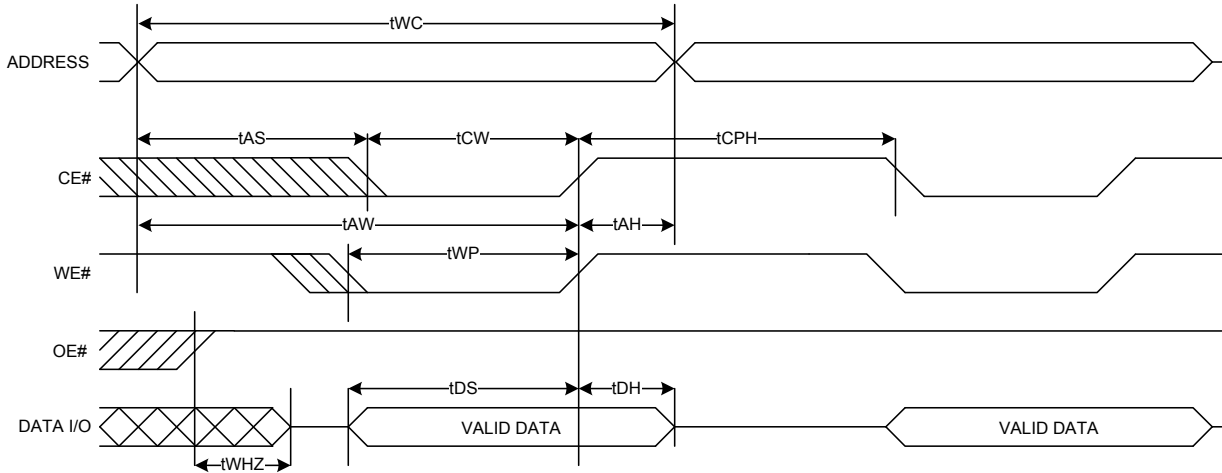 tWC
ADDRESS
tAS tCW tCPH
CE#
tAW tAH
tWP
WE#
OE#
tDS tDH
DATA I/O VALID DATA VALID DATA
tWHZ